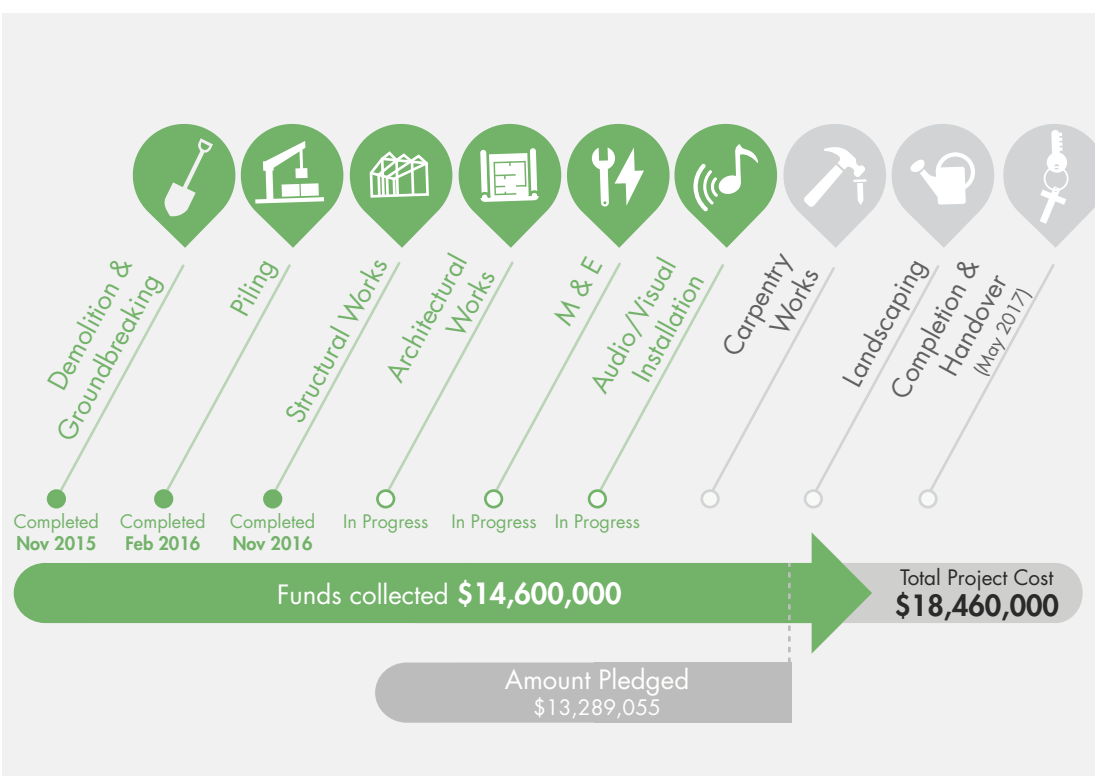 Demolition &
Groundbreaking
Piling
Structural Works
Architectural
Works
M & E
Audio/Visual
Installation
Carpentry
Works
Landscaping
Completion &
Handover
(May 2017)
Completed
Nov 2015
Completed
Feb 2016
Completed
Nov 2016
In Progress
In Progress
In Progress
Funds collected $14,600,000
Total Project Cost
$18,460,000
Amount Pledged
$13,289,055